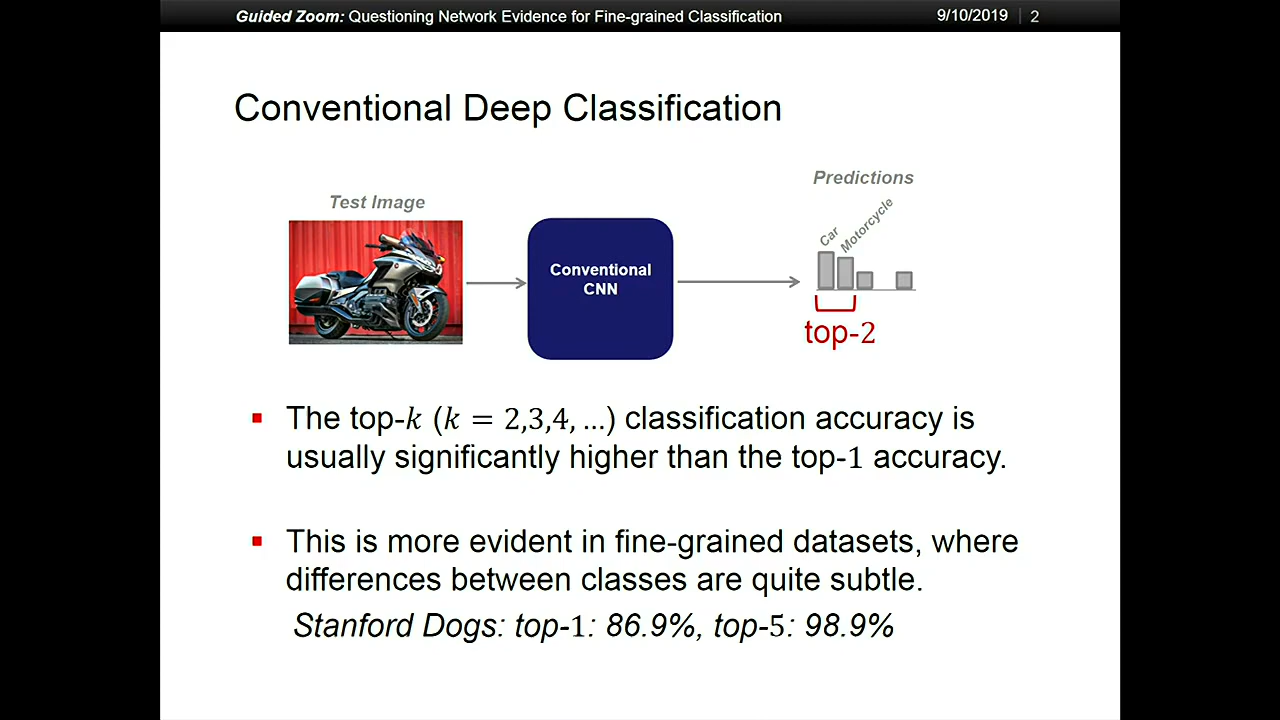 Guided Zoom: Questioning Network Evidence for Fine-grained Classification
9/10/2019 | 2
Conventional Deep Classification
Test Image
Conventional
CNN
Predictions
Car
Motorcycle
top-2
The top-k (k = 2,3,4, ...) classification accuracy is
usually significantly higher than the top-1 accuracy.
This is more evident in fine-grained datasets, where
differences between classes are quite subtle.
Stanford Dogs: top-1: 86.9%, top-5: 98.9%